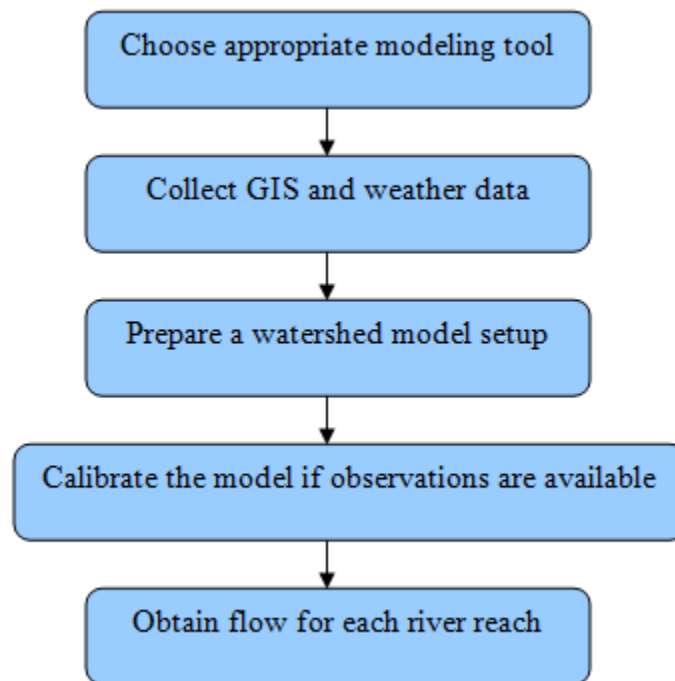 Choose appropriate modeling tool
Collect GIS and weather data
Prepare a watershed model setup
Calibrate the model if observations are available
Obtain flow for each river reach